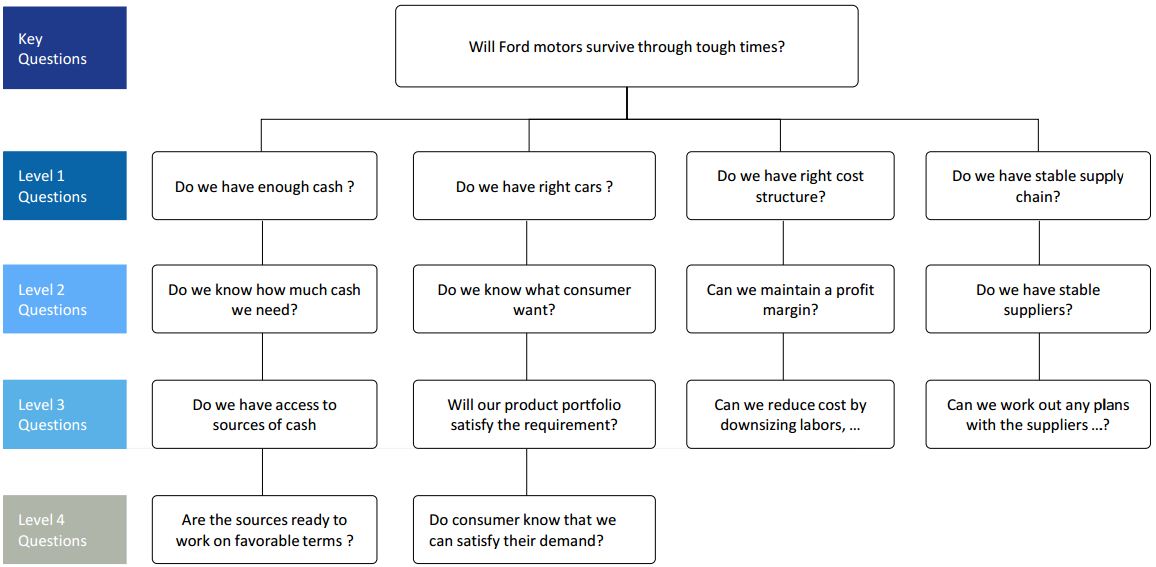 Key
Questions
Will Ford motors survive through tough times?
Level 1
Questions
Do we have enough cash ?
Do we have right cars ?
Do we have right cost
structure?
Do we have stable supply
chain?
Level 2
Questions
Do we know how much cash
we need?
Do we know what consumer
want?
Can we maintain a profit
margin?
Do we have stable
suppliers?
Level 3
Questions
Do we have access to
sources of cash
Will our product portfolio
satisfy the requirement?
Can we reduce cost by
downsizing labors, ...
Can we work out any plans
with the suppliers ...?
Level 4
Questions
Are the sources ready to
work on favorable terms ?
Do consumer know that we
can satisfy their demand?